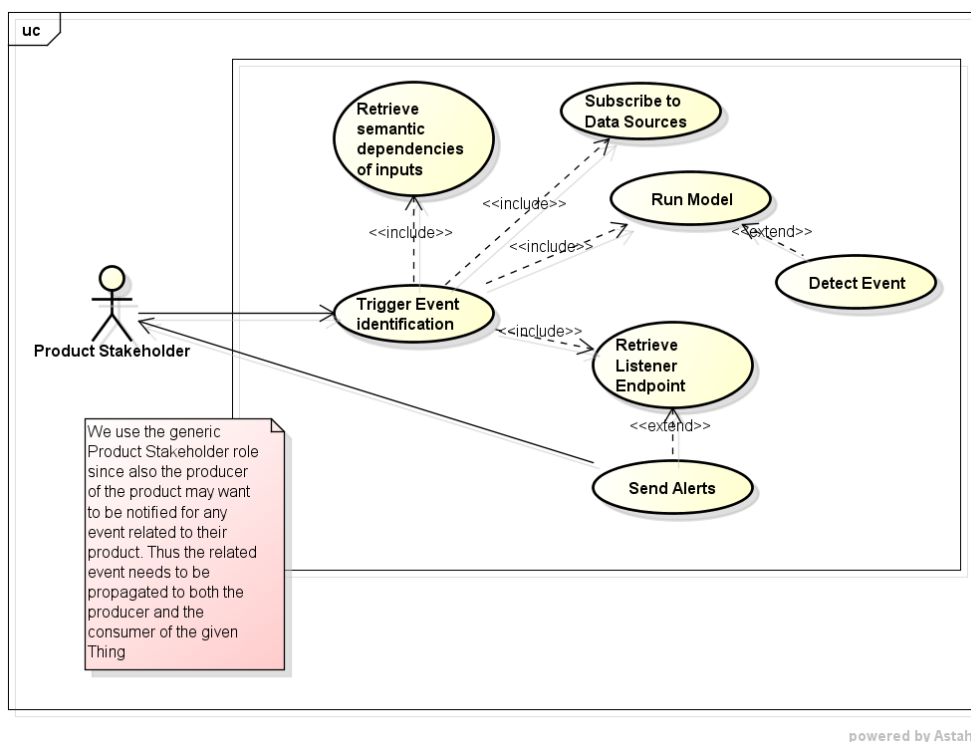 uc
Retrieve
semantic
dependencies
of inputs
Subscribe to
Data Sources
<<include>>
Run Model
<<include>>
<<include>>
<<extend>>
Detect Event
Trigger Event
identification
<<include>>
Retrieve
Listener
Endpoint
Product Stakeholder
<<extend>>
Send Alerts
We use the generic
Product Stakeholder role
since also the producer
of the product may want
to be notified for any
event related to their
product. Thus the related
event needs to be
propagated to both the
producer and the
consumer of the given
Thing
powered by Astah